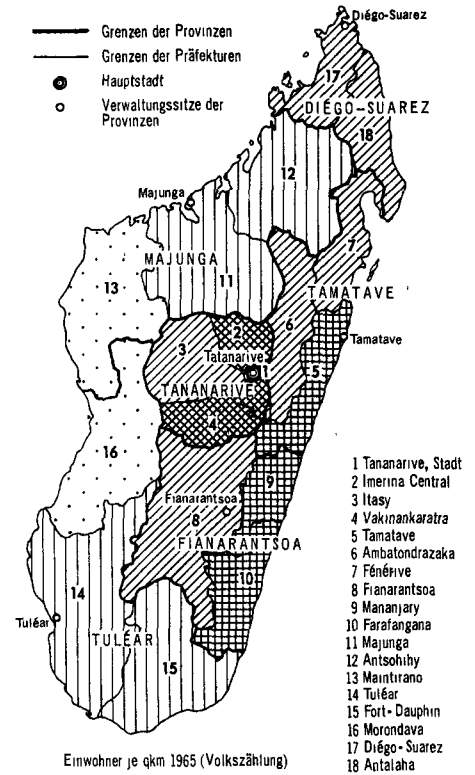 Grenzen der Provinzen
Grenzen der Präfekturen
Hauptstadt
Verwaltungssitze der
Provinzen
Diégo-Suarez
17
DIÉGO-SUAREZ
18
12
Majunga
7
MAJUNGA
11
13
TAMATAVE
2
6
3
Tatanarive
Tamatave
1
5
TANANARIVE
4
16
9
Fianarantsoa
8
FIANARANTSOA
10
14
Tuléar
TULÉAR
15
1 Tananarive, Stadt
2 Imerina Central
3 Itasy
4 Vakinankaratra
5 Tamatave
6 Ambatondrazaka
7 Fénérive
8 Fianarantsoa
9 Mananjary
10 Farafangana
11 Majunga
12 Antsohihy
13 Maintirano
14 Tuléar
15 Fort-Dauphin
16 Morondava
17 Diégo-Suarez
18 Antalaha
Einwohner je qkm 1965 (Volkszählung)